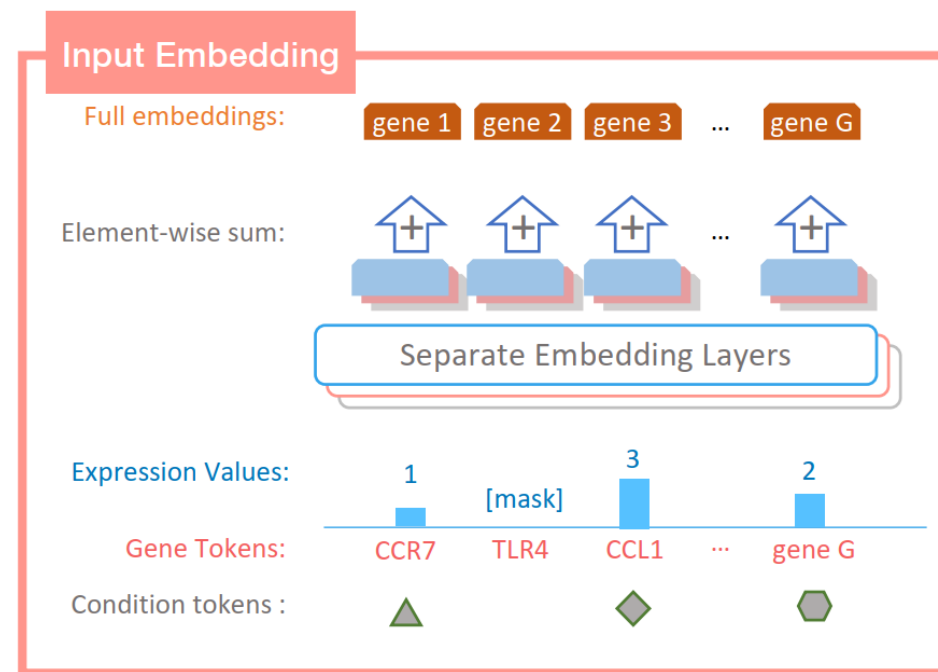 Input Embedding
Full embeddings: gene 1 gene 2 gene 3 ... gene G
Element-wise sum: + + + ... +
Separate Embedding Layers
Expression Values: 1 [mask] 3 2
Gene Tokens: CCR7 TLR4 CCL1 ... gene G
Condition tokens :